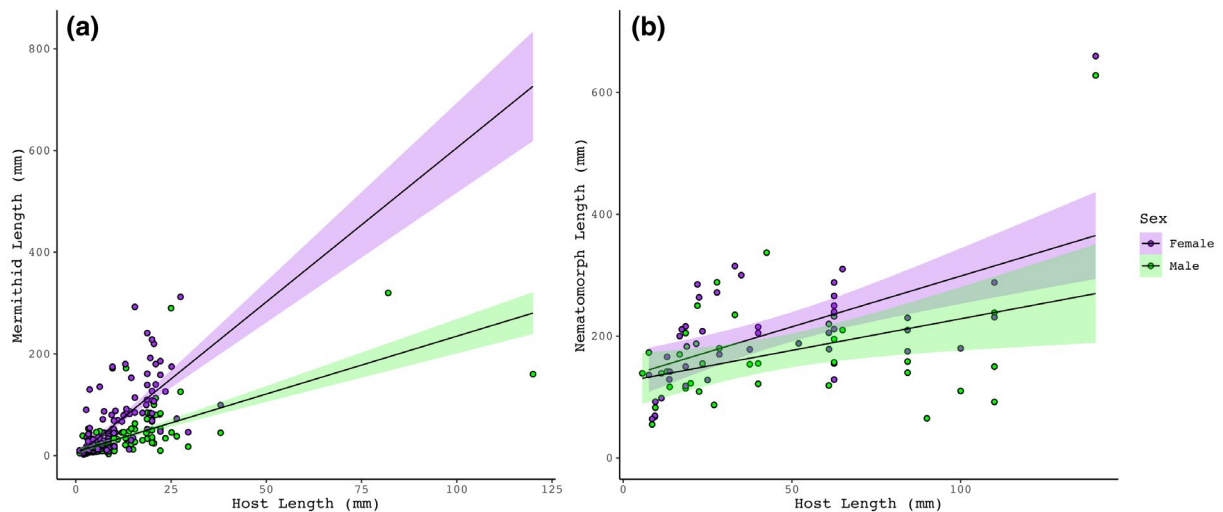 (a)
Mermithid Length (mm)
800
600
400
200
0
0 25 50 75 100 125
Host Length (mm)
(b)
Nematomorph Length (mm)
600
400
200
0
0 50 100
Host Length (mm)
Sex
Female
Male